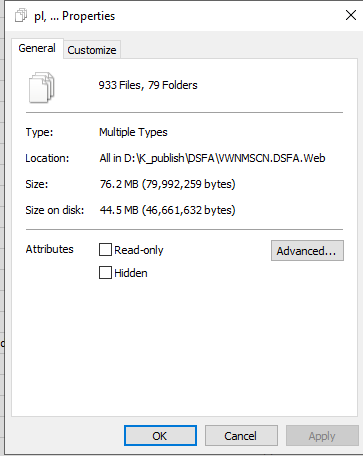 pl, ... Properties
General
Customize
933 Files, 79 Folders
Type: Multiple Types
Location: All in D:\K_publish\DSFA\VWNMSCN.DSFA.Web
Size: 76.2 MB (79,992,259 bytes)
Size on disk: 44.5 MB (46,661,632 bytes)
Attributes
Read-only
Advanced...
Hidden
OK
Cancel
Apply